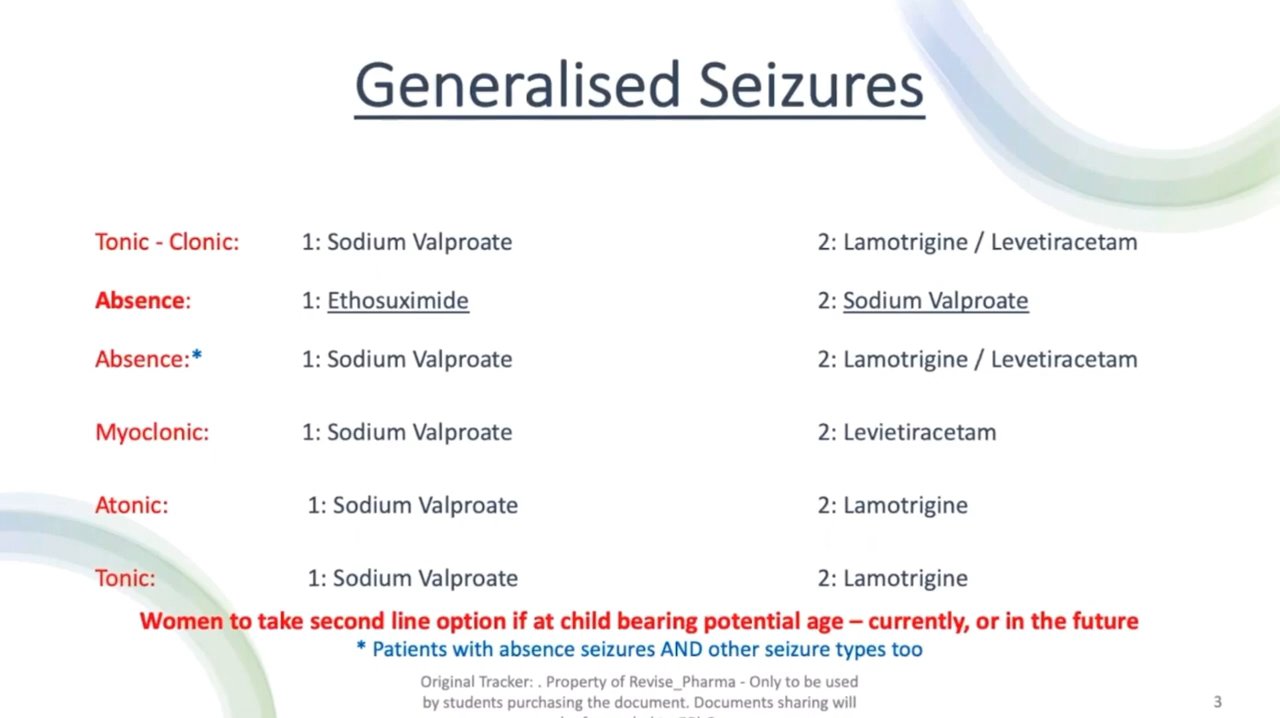 Generalised Seizures
Tonic - Clonic: 1: Sodium Valproate 2: Lamotrigine / Levetiracetam
Absence: 1: Ethosuximide 2: Sodium Valproate
Absence:* 1: Sodium Valproate 2: Lamotrigine / Levetiracetam
Myoclonic: 1: Sodium Valproate 2: Levietiracetam
Atonic: 1: Sodium Valproate 2: Lamotrigine
Tonic: 1: Sodium Valproate 2: Lamotrigine
Women to take second line option if at child bearing potential age – currently, or in the future
* Patients with absence seizures AND other seizure types too
Original Tracker: . Property of Revise_Pharma - Only to be used
by students purchasing the document. Documents sharing will
3